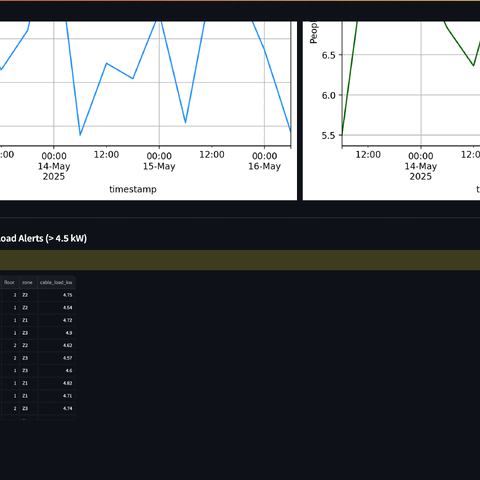 Peop
6.5
6.0
5.5
:00
00:00
14-May
2025
12:00
00:00
15-May
12:00
00:00
16-May
timestamp
12:00
00:00
14-May
2025
12:0
t
Load Alerts (> 4.5 kW)
floor zone cable_load_kw
Z2 4.75
1 Z2 4.54
1 Z1 4.72
1 Z3 4.9
2 Z2 4.62
2 Z3 4.57
1 Z3 4.6
1 Z1 4.82
1 Z1 4.71
2 Z3 4.74